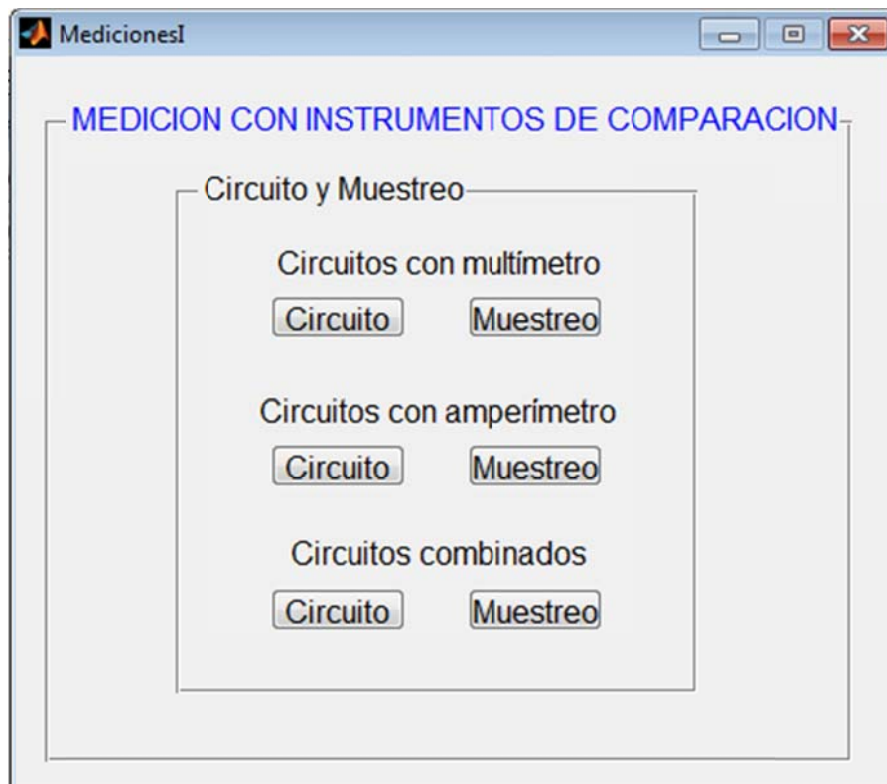 MedicionesI
MEDICION CON INSTRUMENTOS DE COMPARACION
Circuito y Muestreo
Circuitos con multímetro
Circuito Muestreo
Circuitos con amperímetro
Circuito Muestreo
Circuitos combinados
Circuito Muestreo